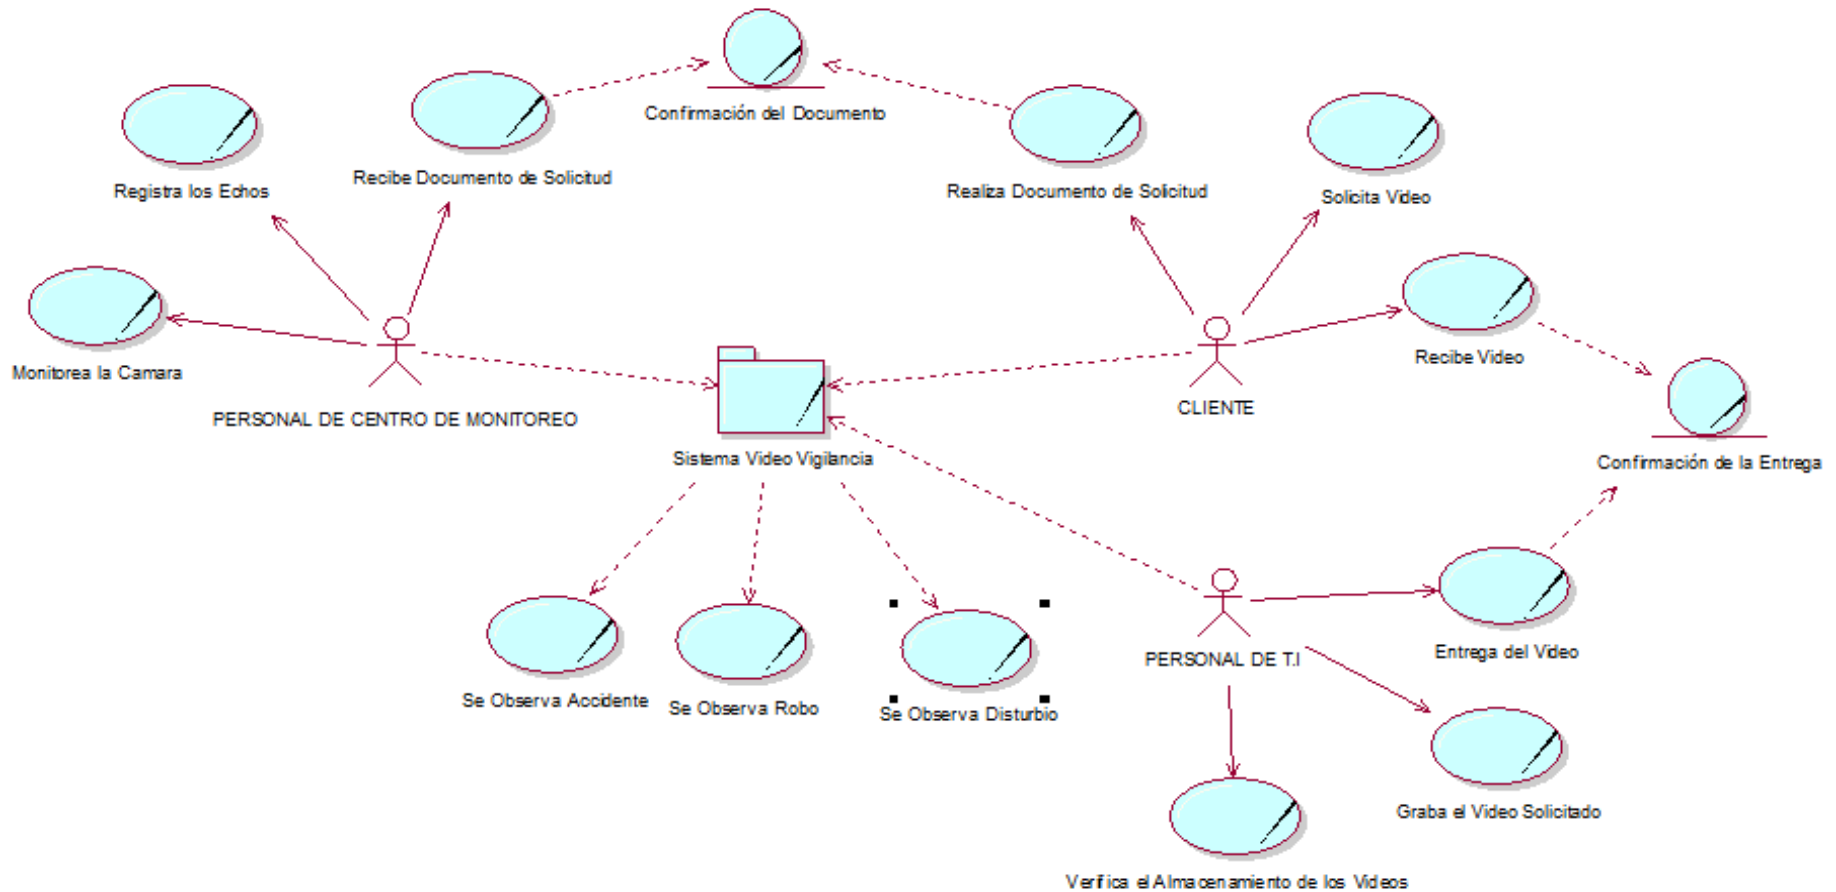 Confirmación del Documento
Registra los Echos
Recibe Documento de Solicitud
Realiza Documento de Solicitud
Solicita Video
Monitorea la Camara
Recibe Video
PERSONAL DE CENTRO DE MONITOREO
CLIENTE
Sistema Video Vigilancia
Confirmación de la Entrega
Entrega del Video
PERSONAL DE T.I
Se Observa Accidente
Se Observa Robo
Se Observa Disturbio
Graba el Video Solicitado
Verifica el Almacenamiento de los Videos